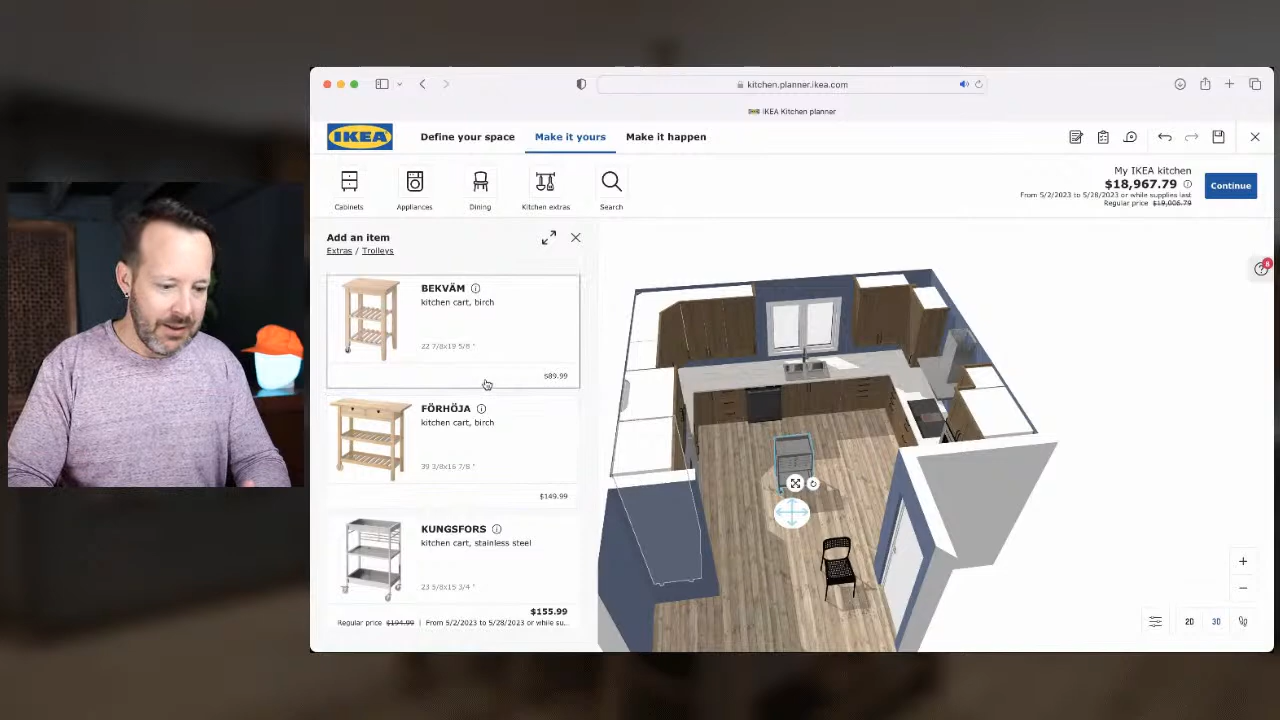 kitchen.planner.ikea.com
IKEA Kitchen planner
IKEA
Define your space
Make it yours
Make it happen
Cabinets
Appliances
Dining
Kitchen extras
Search
My IKEA kitchen
$18,967.79
From 5/2/2023 to 5/28/2023 or while supplies last
Regular price $19,006.79
Continue
Add an item
Extras / Trolleys
BEKVÄM
kitchen cart, birch
22 7/8x19 5/8 "
$89.99
FÖRHÖJA
kitchen cart, birch
39 3/8x16 7/8 "
$149.99
KUNGSFORS
kitchen cart, stainless steel
23 5/8x15 3/4 "
$155.99
Regular price $194.99 | From 5/2/2023 to 5/28/2023 or while su...
2D
3D